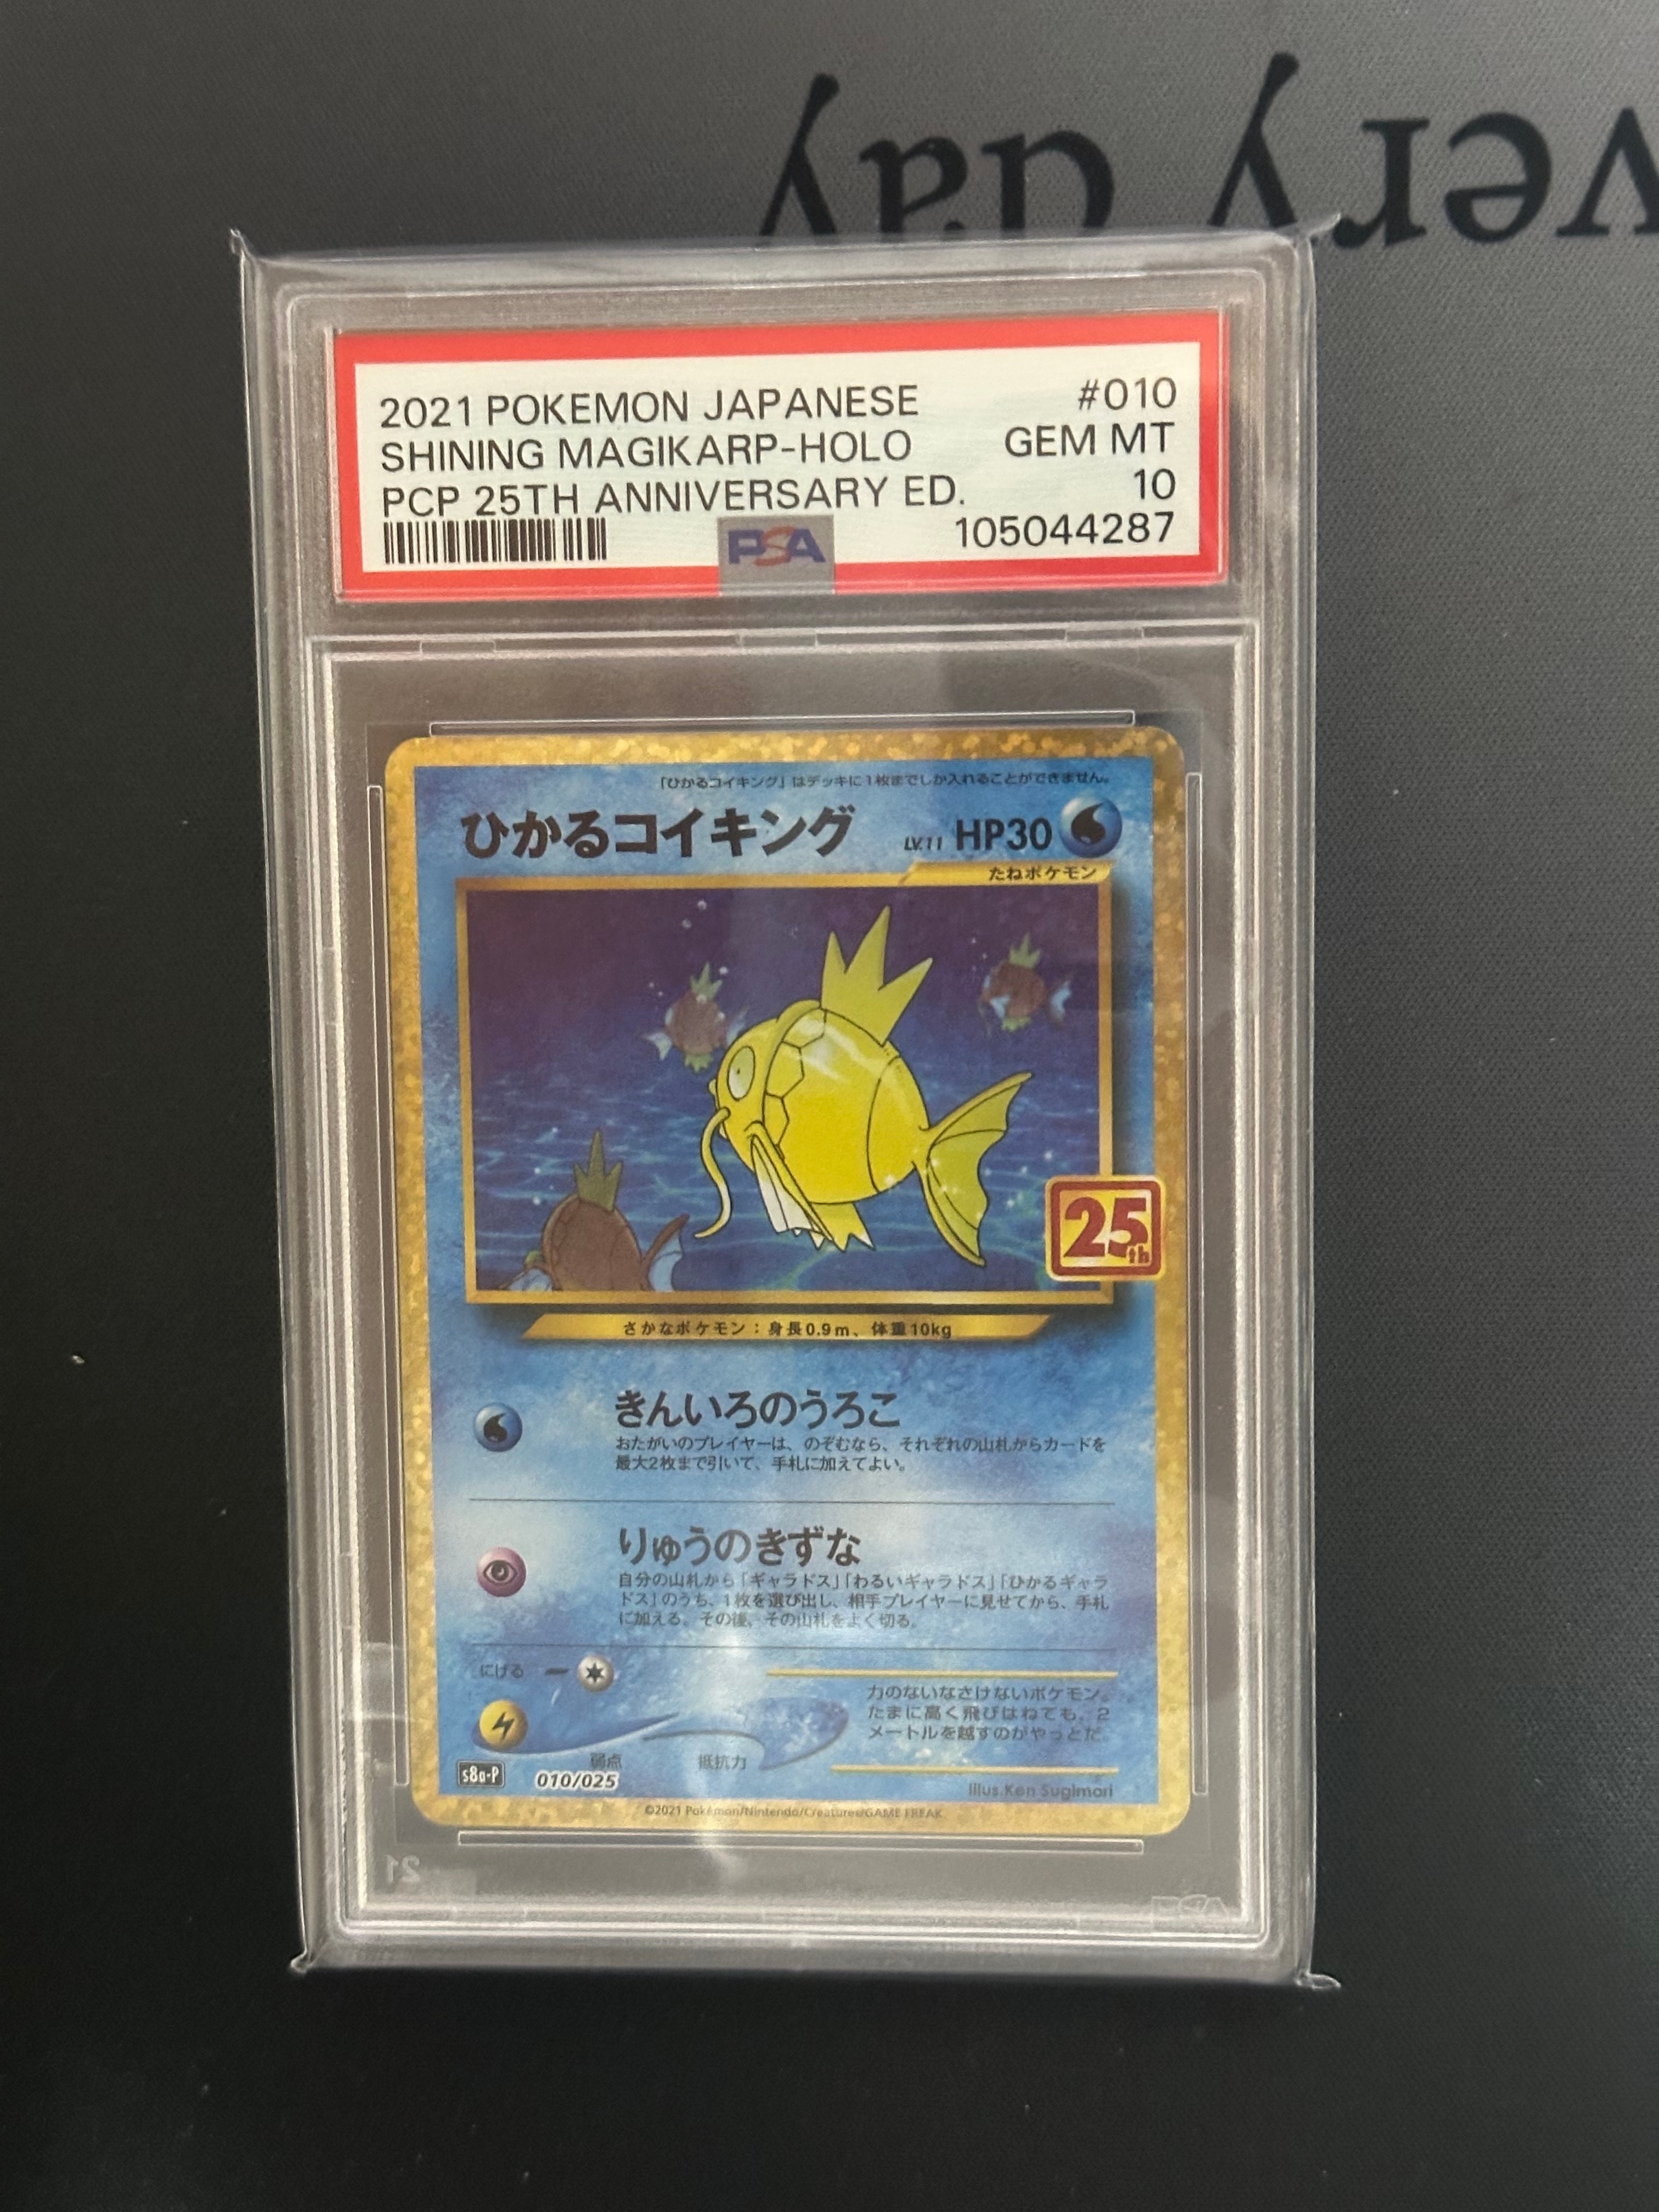 very day
2021 POKEMON JAPANESE #010
SHINING MAGIKARP-HOLO GEM MT
PCP 25TH ANNIVERSARY ED. 10
PSA 105044287
「ひかるコイキング」はデッキに1枚までしか入れることができません。
ひかるコイキング LV.11 HP30
たねポケモン
25th
さかなポケモン：身長0.9m、体重10kg
きんいろのうろこ
おたがいのプレイヤーは、のぞむなら、それぞれの山札からカードを
最大2枚まで引いて、手札に加えてよい。
りゅうのきずな
自分の山札から「ギャラドス」「わるいギャラドス」「ひかるギャラ
ドス」のうち、1枚を選び出し、相手プレイヤーに見せてから、手札
に加える。その後、その山札をよく切る。
にげる
力のないなさけないポケモン。
たまに高く飛びはねても、2
メートルを越すのがやっとだ。
弱点 抵抗力
s8a-P 010/025
illus.Ken Sugimori
©2021 Pokémon/Nintendo/Creatures/GAME FREAK
21
PSA